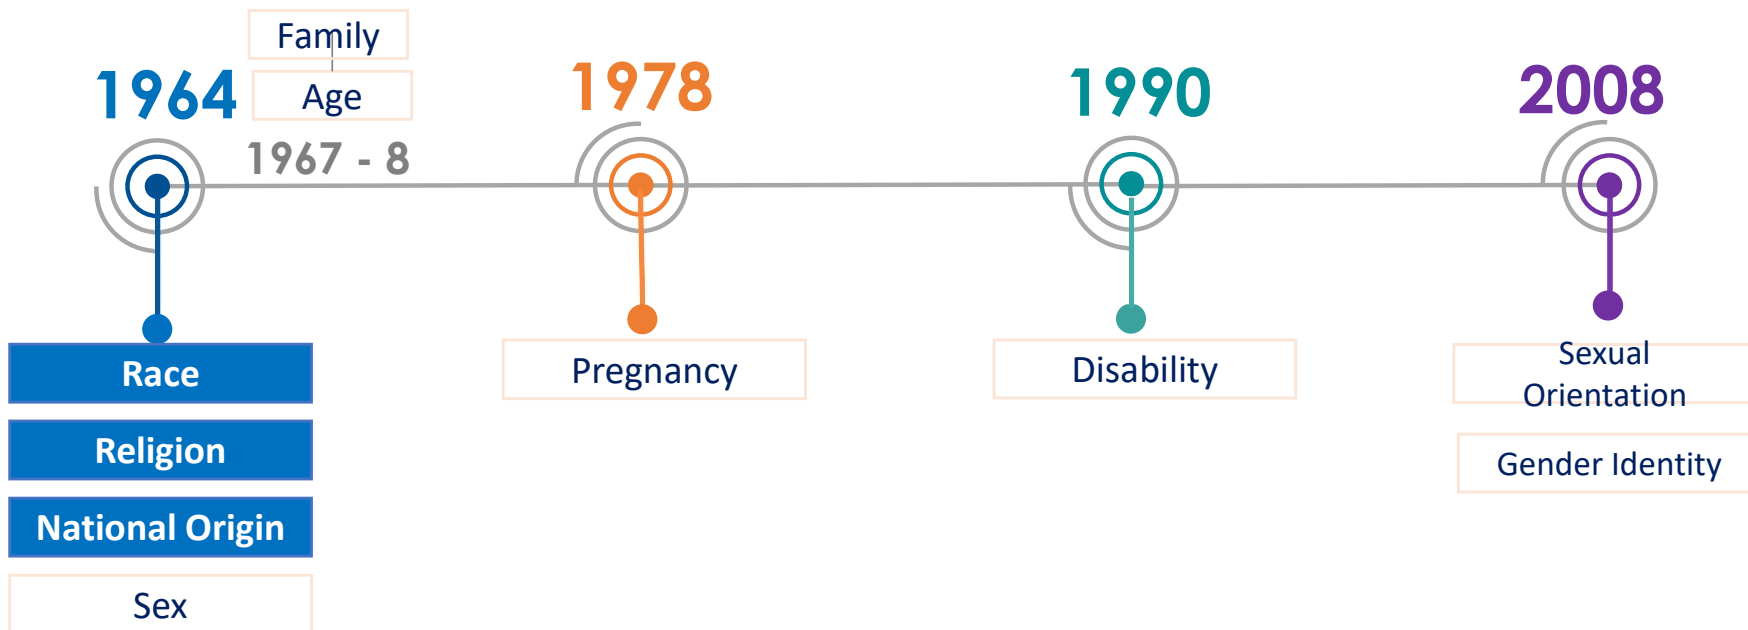 Family
Age
1964
1967 - 8
1978
1990
2008
Race
Religion
National Origin
Sex
Pregnancy
Disability
Sexual
Orientation
Gender Identity